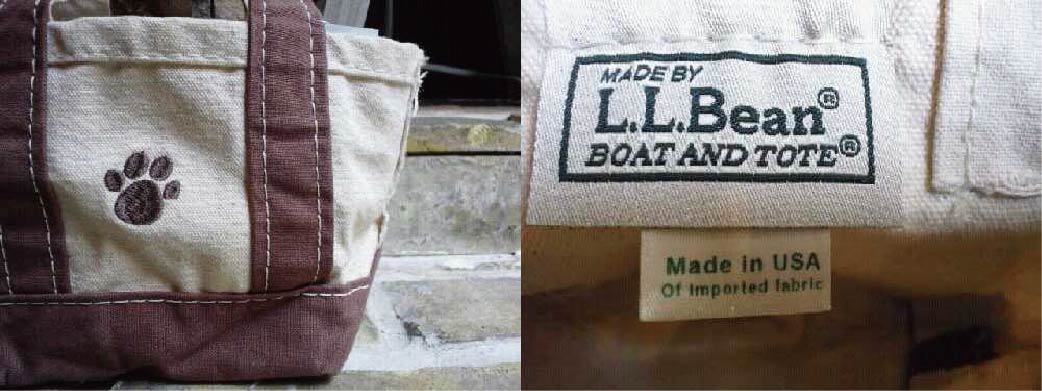 MADE BY
L.L.Bean®
BOAT AND TOTE®
Made in USA
Of imported fabric